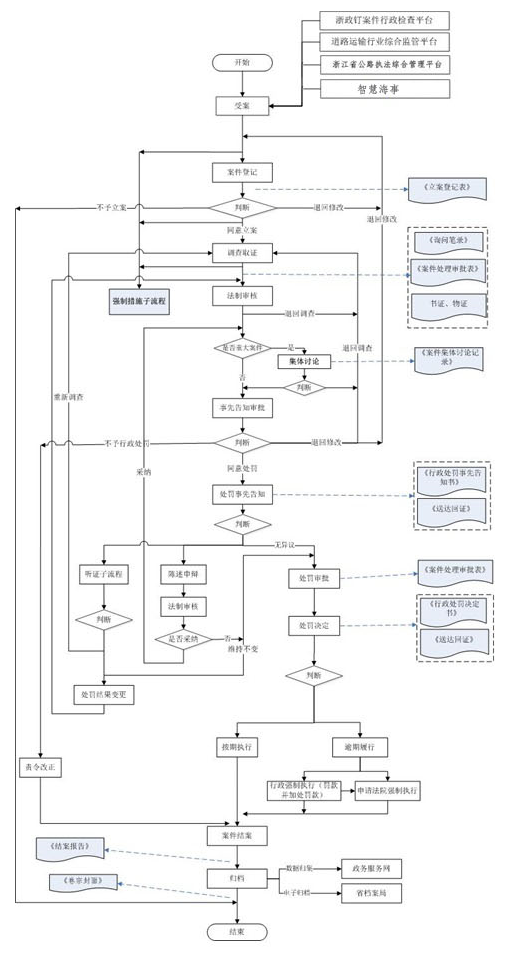 浙政钉案件行政检查平台
道路运输行业综合监管平台
浙江省公路执法综合管理平台
智慧海事
开始
受案
案件登记
《立案登记表》
不予立案
判断
退回修改
退回修改
同意立案
《询问笔录》
调查取证
《案件处理审批表》
强制措施子流程
法制审核
书证、物证
退回调查
是否重大案件
是
集体讨论
退回调查
《案件集体讨论记
录》
重新调查
否
判断
事先告知审批
不予行政处罚
判断
退回修改
采纳
同意处罚
《行政处罚事先告
知书》
处罚事先告知
《送达回证》
判断
无异议
听证子流程
陈述申辩
处罚审批
《案件处理审批表》
法制审核
《行政处罚决定
书》
判断
处罚决定
是否采纳
否
维持不变
《送达回证》
判断
处罚结果变更
按期执行
逾期履行
责令改正
行政强制执行（罚款
并加处罚款）
申请法院强制执行
案件结案
《结案报告》
数据归集
政务服务网
归档
《卷宗封面》
电子归档
省档案局
结束